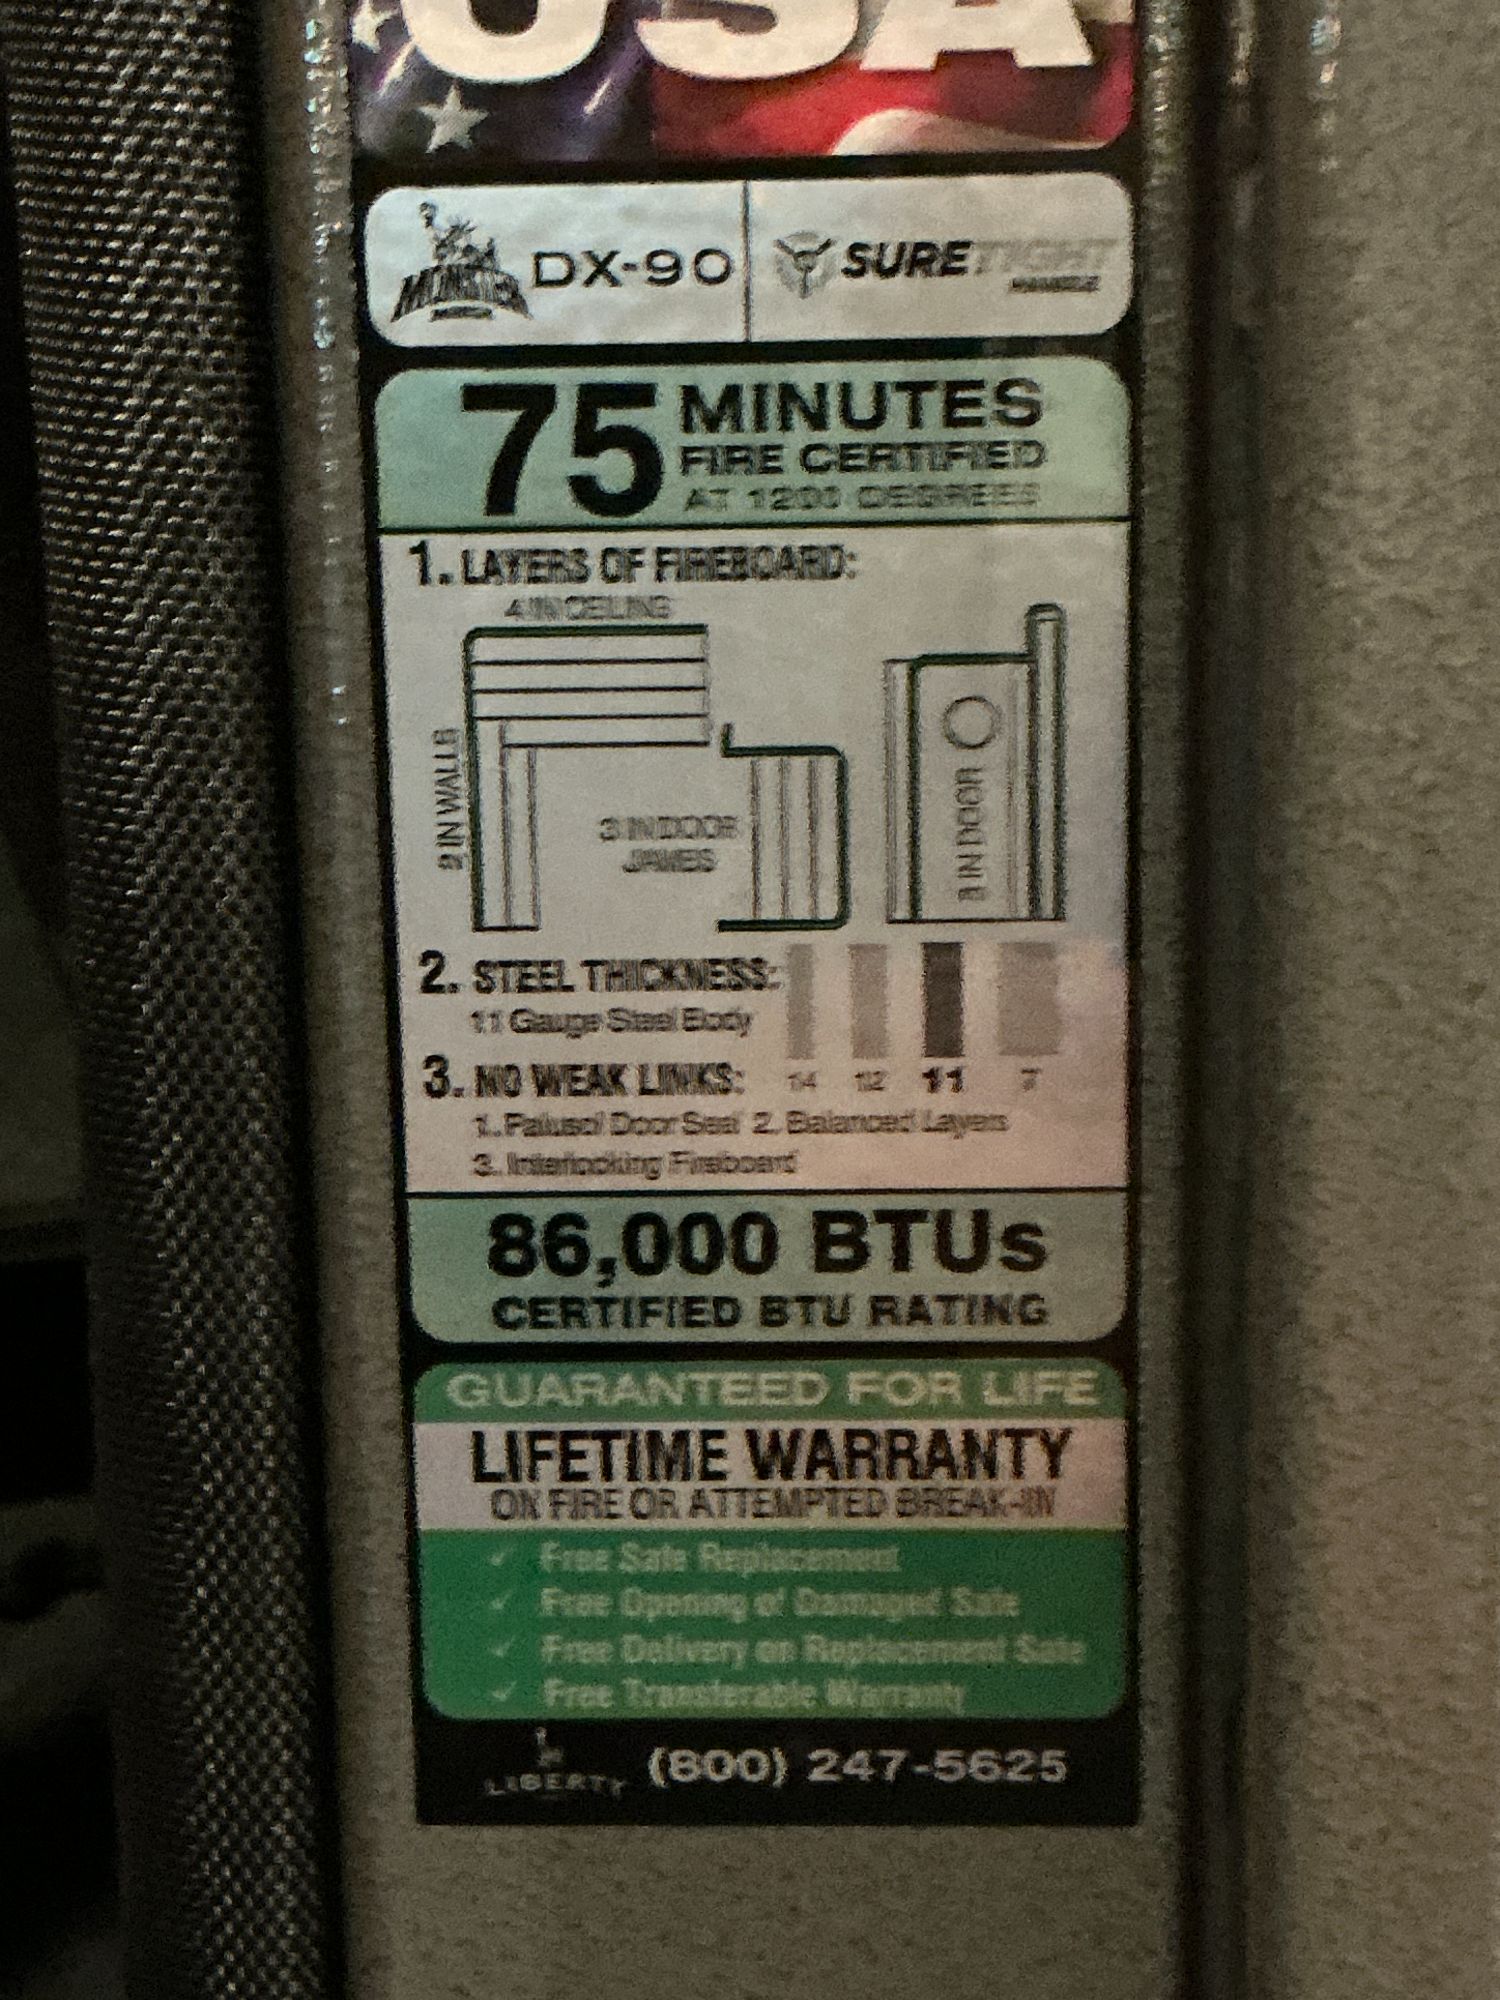 USA
MONSTER
DX-90
SURETIGHT
HANDLE
75 MINUTES
FIRE CERTIFIED
AT 1200 DEGREES
1. LAYERS OF FIREBOARD:
4 IN CEILING
2 IN WALLS
3 IN DOOR
JAMBS
3 IN DOOR
2. STEEL THICKNESS:
11 Gauge Steel Body
14 12 11 7
3. NO WEAK LINKS:
1. Palusol Door Seal 2. Balanced Layers
3. Interlocking Fireboard
86,000 BTUs
CERTIFIED BTU RATING
GUARANTEED FOR LIFE
LIFETIME WARRANTY
ON FIRE OR ATTEMPTED BREAK-IN
✓ Free Safe Replacement
✓ Free Opening of Damaged Safe
✓ Free Delivery on Replacement Safe
✓ Free Transferable Warranty
LIBERTY
(800) 247-5625